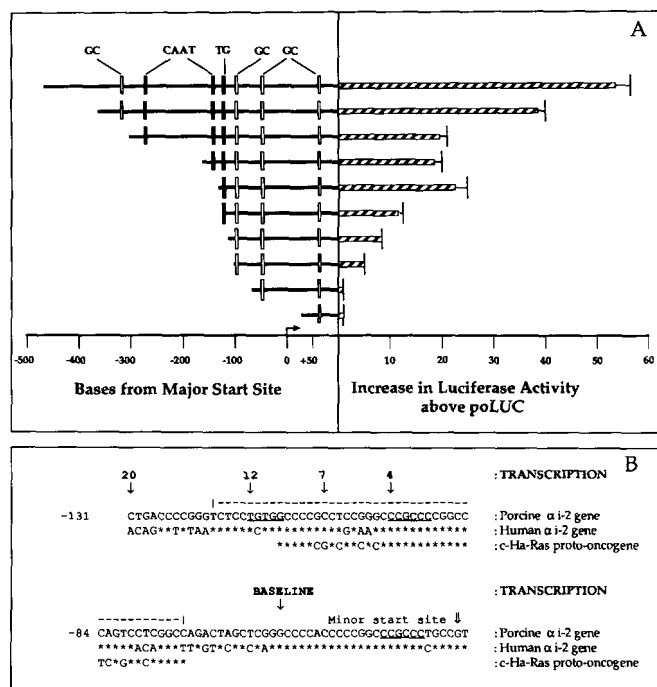 A
GC CAAT TG GC GC
-500 -400 -300 -200 -100 0 +50 10 20 30 40 50 60
Bases from Major Start Site
Increase in Luciferase Activity
above poLUC
B
20 12 7 4 :TRANSCRIPTION
-131 CTGACCCCGGGTCTCCTGTGGCCCCGCCTCCGGGCCCGCCCCGGCC :Porcine α i-2 gene
ACAG**T*TAA*****C************G*AA************* :Human α i-2 gene
*****CG*C**C*C************ :c-Ha-Ras proto-oncogene
BASELINE :TRANSCRIPTION
Minor start site
-84 CAGTCCTCGGCCAGACTAGCTCGGGCCCCACCCCCGGCCCGCCCTGCCGT :Porcine α i-2 gene
*****ACA***TT*GT*C**C*A*********************C***** :Human α i-2 gene
TC*G**C***** :c-Ha-Ras proto-oncogene